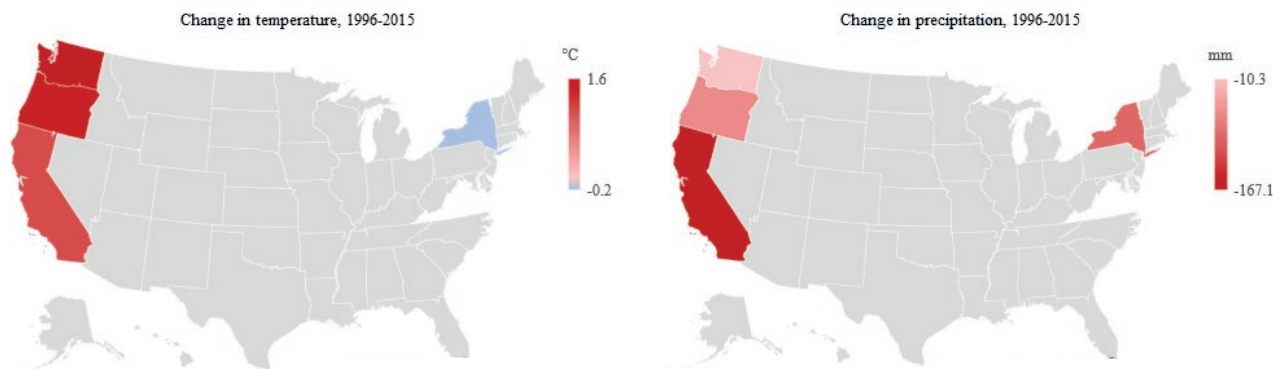 Change in temperature, 1996-2015
°C
1.6
-0.2
Change in precipitation, 1996-2015
mm
-10.3
-167.1